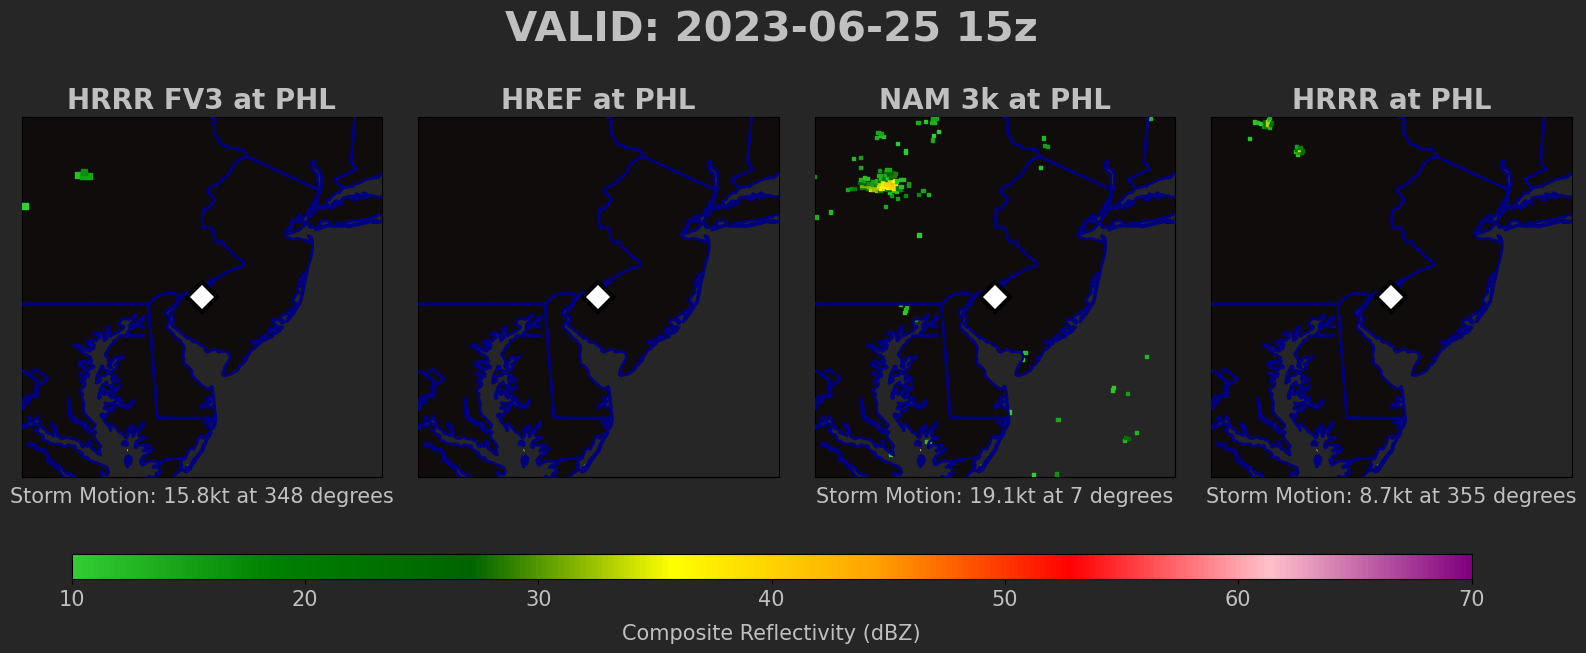 VALID: 2023-06-25 15z
HRRR FV3 at PHL
HREF at PHL
NAM 3k at PHL
HRRR at PHL
Storm Motion: 15.8kt at 348 degrees
Storm Motion: 19.1kt at 7 degrees
Storm Motion: 8.7kt at 355 degrees
10 20 30 40 50 60 70
Composite Reflectivity (dBZ)